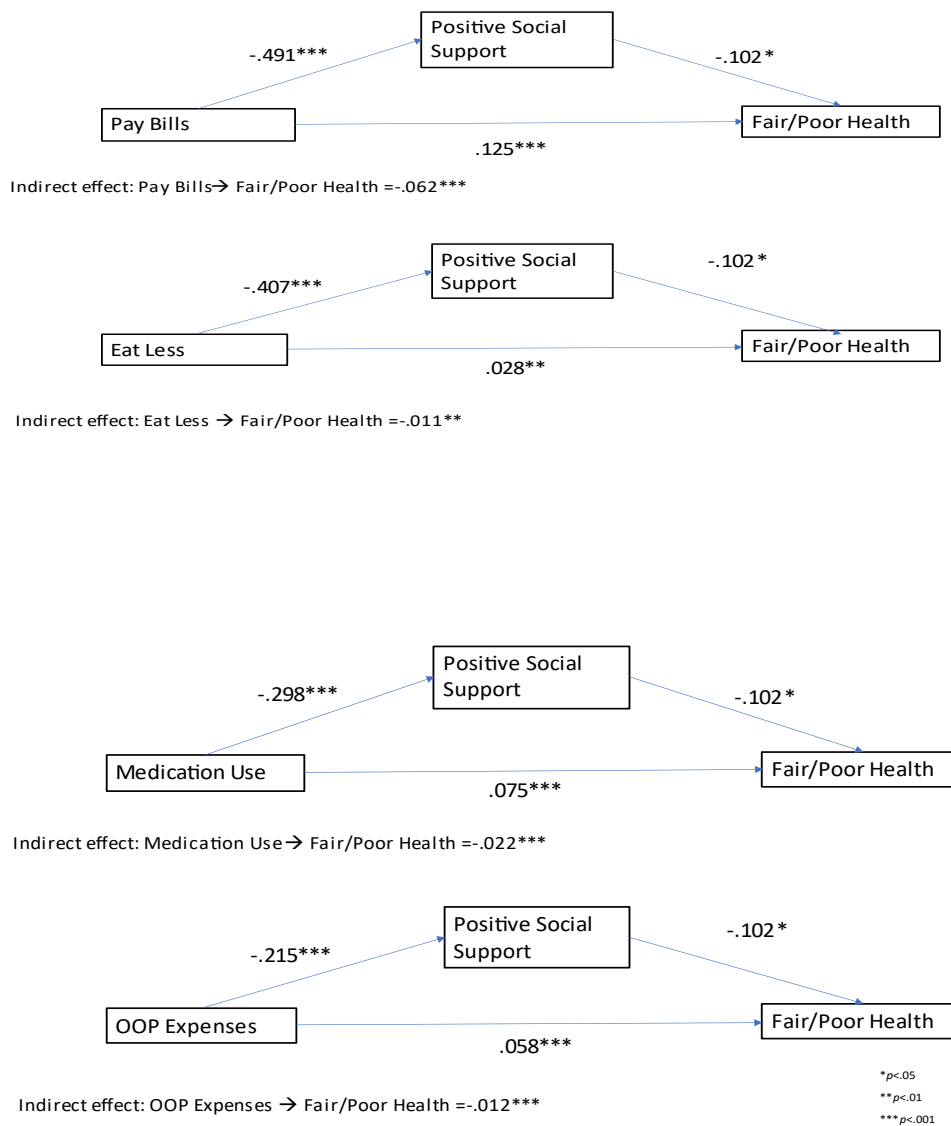 Positive Social
Support
-.491***
-.102*
Pay Bills
Fair/Poor Health
.125***
Indirect effect: Pay Bills→ Fair/Poor Health =-.062***
Positive Social
Support
-.407***
-.102*
Eat Less
Fair/Poor Health
.028**
Indirect effect: Eat Less → Fair/Poor Health =-.011**
Positive Social
Support
-.298***
-.102*
Medication Use
Fair/Poor Health
.075***
Indirect effect: Medication Use→ Fair/Poor Health =-.022***
Positive Social
Support
-.215***
-.102*
OOP Expenses
Fair/Poor Health
.058***
Indirect effect: OOP Expenses → Fair/Poor Health =-.012***
*p<.05
**p<.01
***p<.001